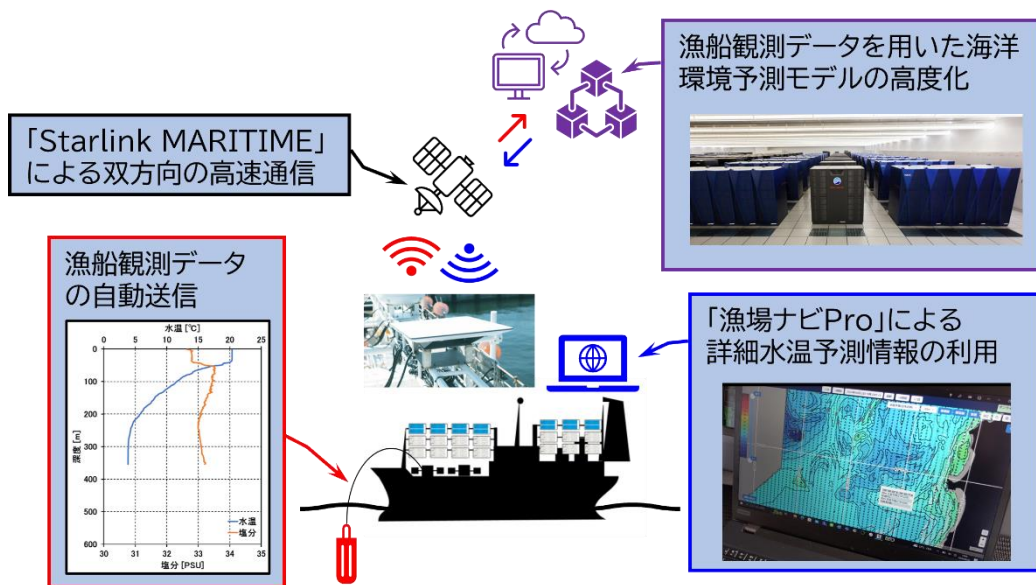 漁船観測データを用いた海洋
環境予測モデルの高度化
「Starlink MARITIME」
による双方向の高速通信
漁船観測データ
の自動送信
水温 [℃]
0 5 10 15 20 25
0
100
200
300
400
500
600
深度 [m]
水温
塩分
30 31 32 33 34 35
塩分 [PSU]
「漁場ナビPro」による
詳細水温予測情報の利用